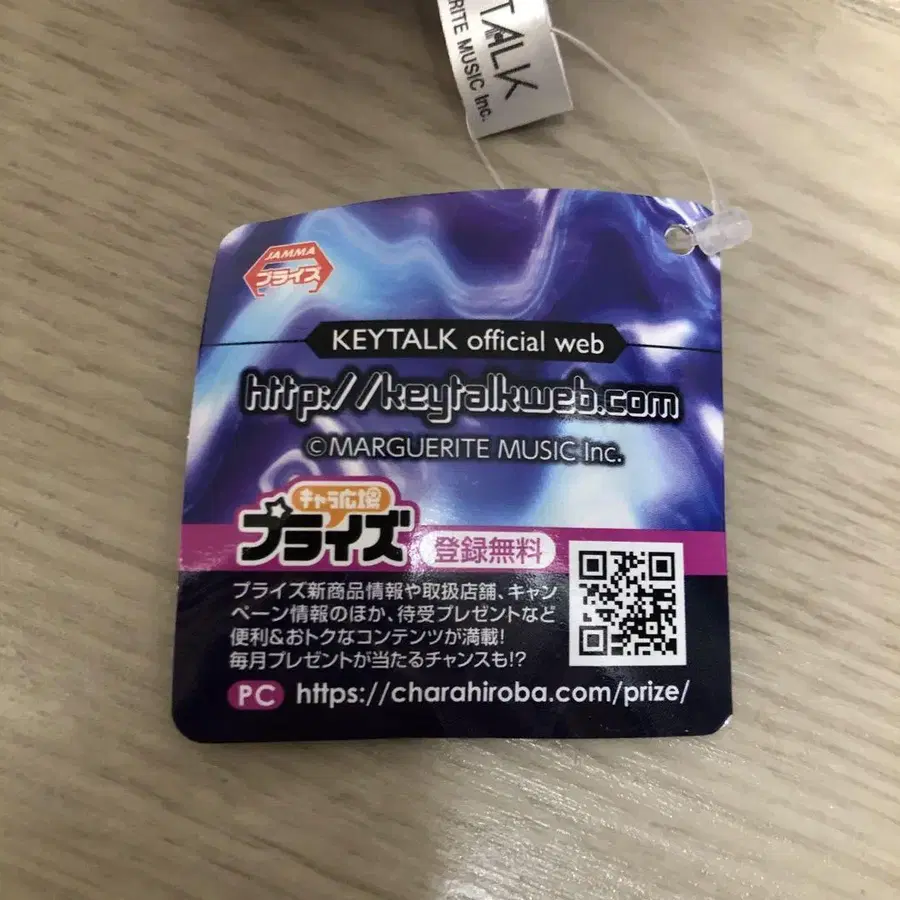 TALK
RITE MUSIC Inc.
JAMMA
プライズ
KEYTALK official web
http://keytalkweb.com
©MARGUERITE MUSIC Inc.
キャラ広場
プライズ
登録無料
プライズ新商品情報や取扱店舗、キャン
ペーン情報のほか、待受プレゼントなど
便利&おトクなコンテンツが満載!
毎月プレゼントが当たるチャンスも!?
PC https://charahiroba.com/prize/